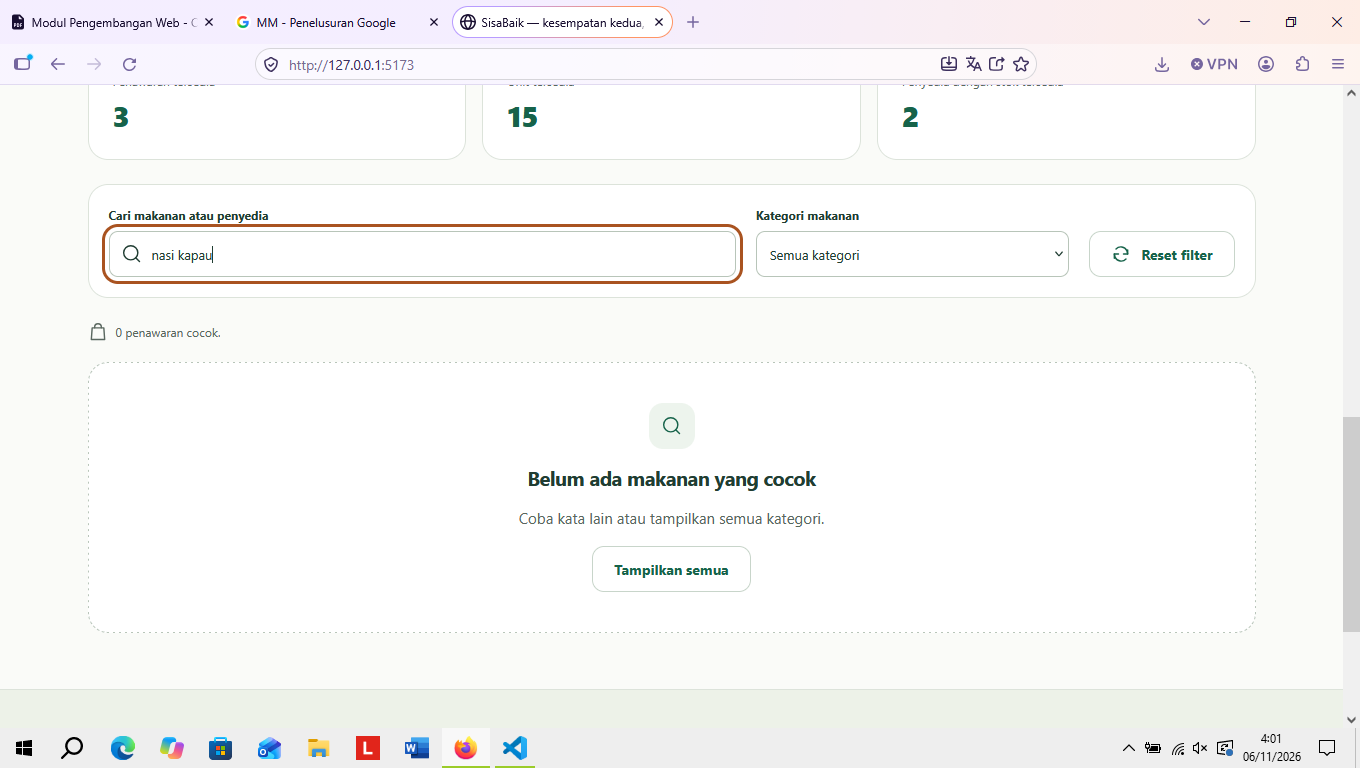 Modul Pengembangan Web - C
MM - Penelusuran Google
SisaBaik — kesempatan kedua,
http://127.0.0.1:5173
VPN
3
15
2
Cari makanan atau penyedia
Kategori makanan
nasi kapau
Semua kategori
Reset filter
0 penawaran cocok.
Belum ada makanan yang cocok
Coba kata lain atau tampilkan semua kategori.
Tampilkan semua
4:01
06/11/2026